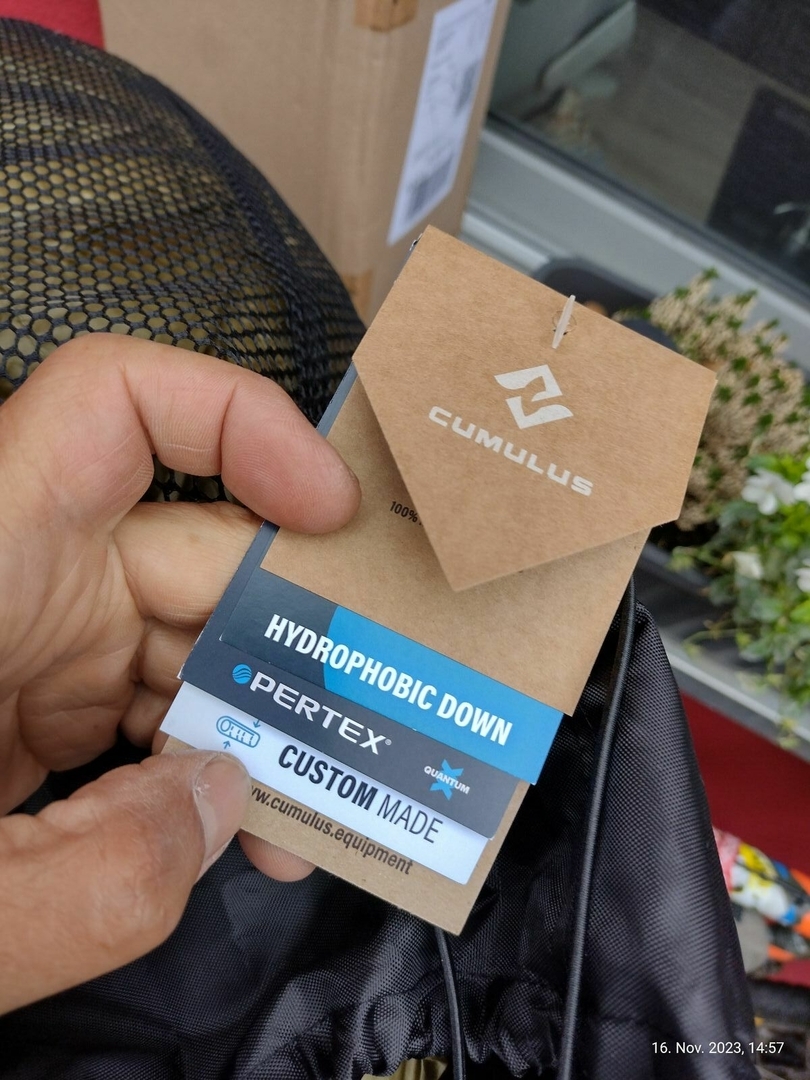 CUMULUS
100%
HYDROPHOBIC DOWN
PERTEX®
QUANTUM
CUSTOM MADE
www.cumulus.equipment
16. Nov. 2023, 14:57